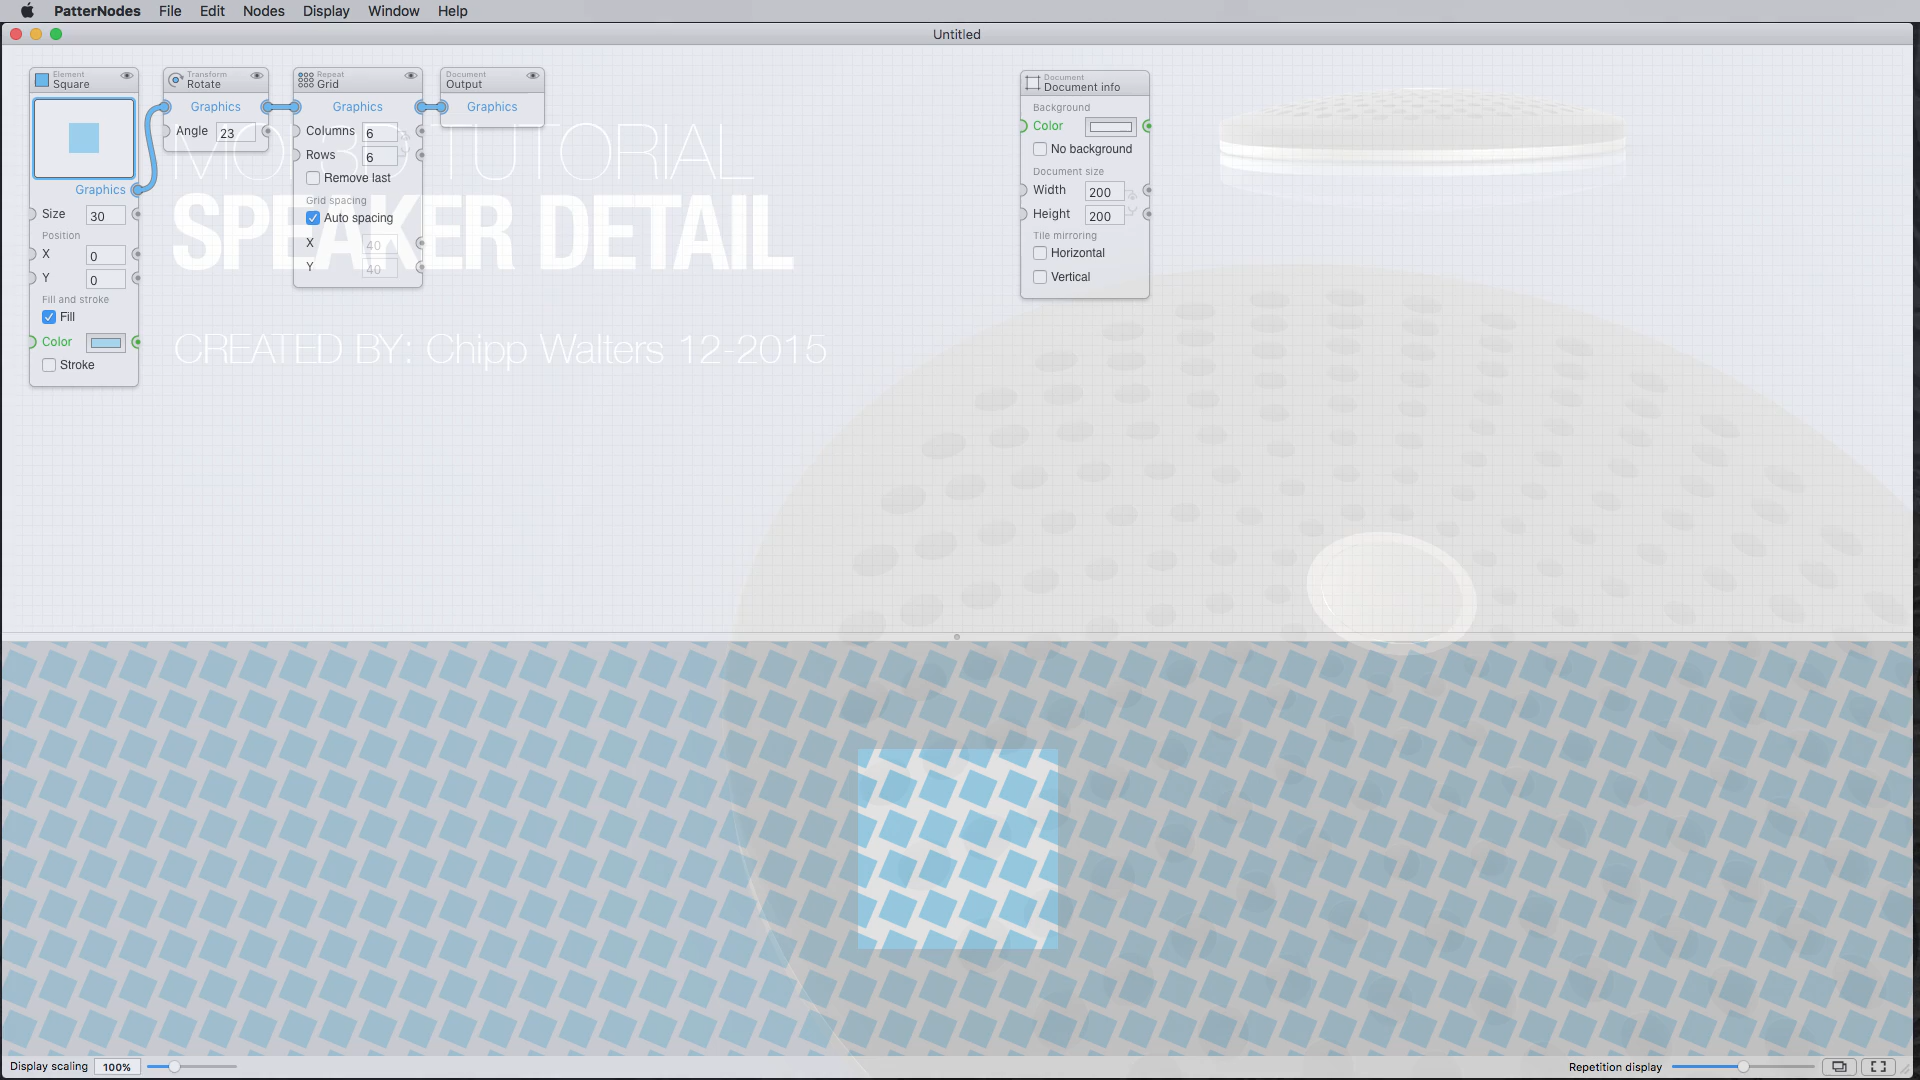 PatterNodes File Edit Nodes Display Window Help
Untitled
Element
Square
Graphics
Size 30
Position
X 0
Y 0
Fill and stroke
Fill
Color
Stroke
Transform
Rotate
Graphics
Angle 23
Repeat
Grid
Graphics
Columns 6
Rows 6
Remove last
Grid spacing
Auto spacing
X 40
Y 40
Document
Output
Graphics
Document
Document info
Background
Color
No background
Document size
Width 200
Height 200
Tile mirroring
Horizontal
Vertical
TUTORIAL
SPEAKER DETAIL
CREATED BY: Chipp Walters 12-2015
Display scaling 100%
Repetition display